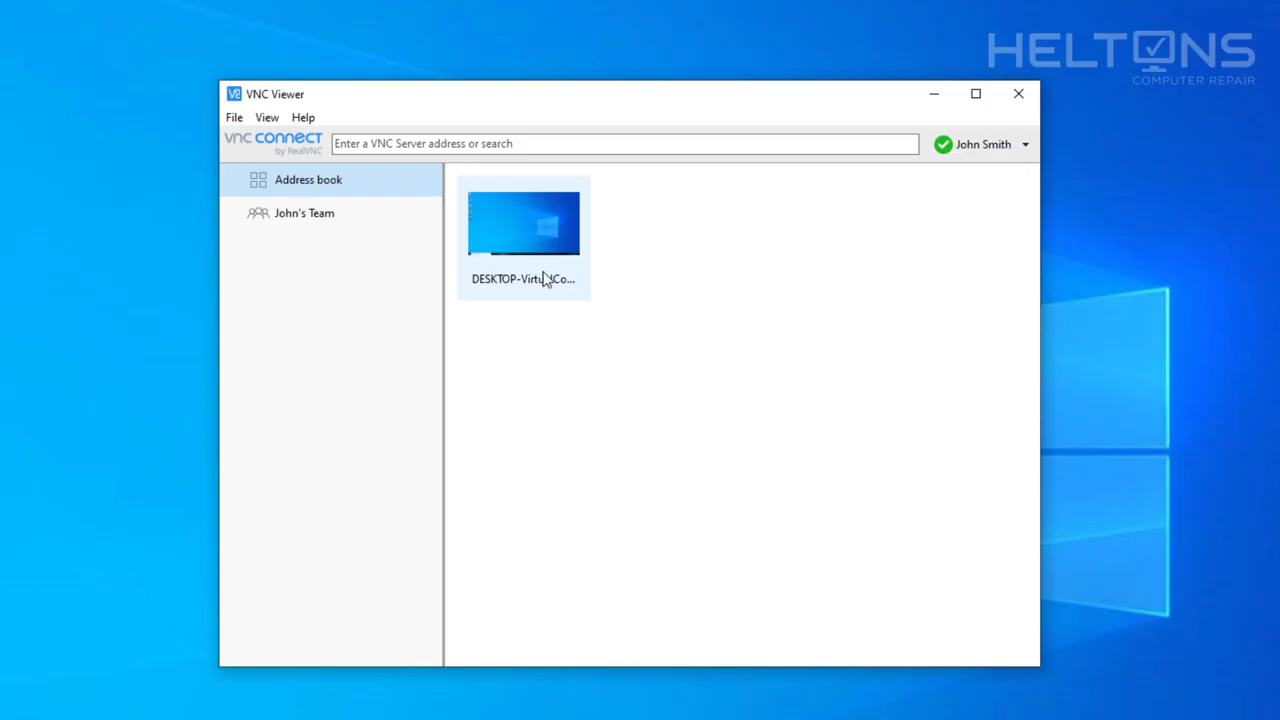 HELTONS
COMPUTER REPAIR
VNC Viewer
File View Help
vnc connect
by RealVNC
Enter a VNC Server address or search
John Smith
Address book
John's Team